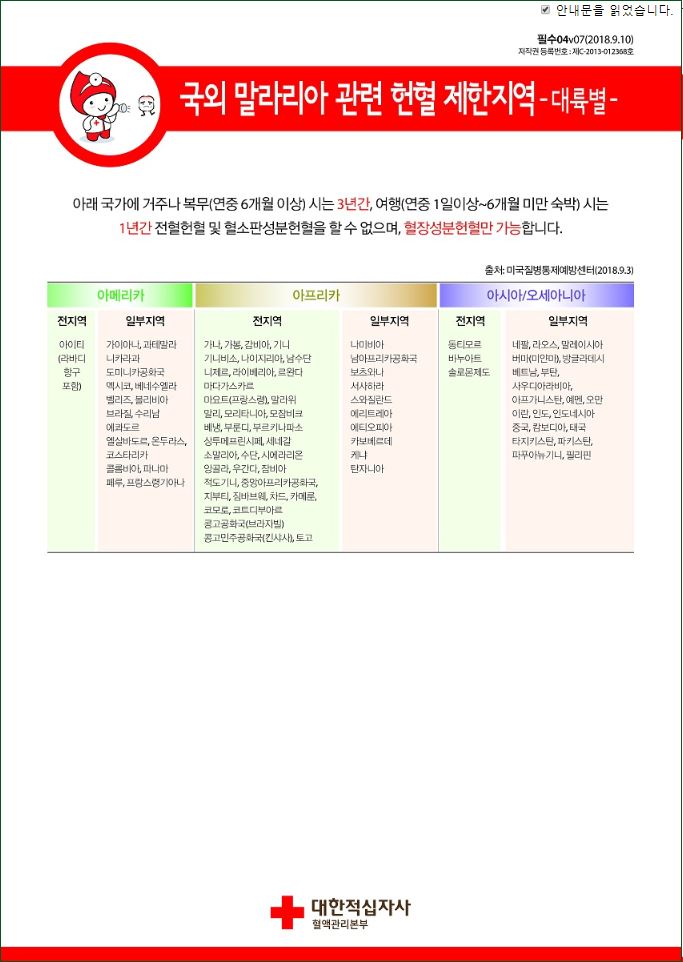 안내문을 읽었습니다.
필수04v07(2018.9.10)
저작권 등록번호 : 제C-2013-012368호
국외 말라리아 관련 헌혈 제한지역 - 대륙별 -
아래 국가에 거주나 복무(연중 6개월 이상) 시는 3년간, 여행(연중 1일이상~6개월 미만 숙박) 시는
1년간 전혈헌혈 및 혈소판성분헌혈을 할 수 없으며, 혈장성분헌혈만 가능합니다.
출처: 미국질병통제예방센터(2018.9.3)
아메리카
전지역
아이티
(라바디
항구
포함)
일부지역
가이아나, 과테말라
니카라과
도미니카공화국
멕시코, 베네수엘라
벨리즈, 볼리비아
브라질, 수리남
에콰도르
엘살바도르, 온두라스,
코스타리카
콜롬비아, 파나마
페루, 프랑스령기아나
아프리카
전지역
가나, 가봉, 감비아, 기니
기니비소, 나이지리아, 남수단
니제르, 라이베리아, 르완다
마다가스카르
마요트(프랑스령), 말라위
말리, 모리타니아, 모잠비크
베냉, 부룬디, 부르키나파소
상투메프린시페, 세네갈
소말리아, 수단, 시에라리온
앙골라, 우간다, 잠비아
적도기니, 중앙아프리카공화국,
지부티, 짐바브웨, 차드, 카메룬,
코모로, 코트디부아르
콩고공화국(브라자빌)
콩고민주공화국(킨샤사), 토고
일부지역
나미비아
남아프리카공화국
보츠와나
서사하라
스와질란드
에리트레아
에티오피아
카보베르데
케냐
탄자니아
아시아/오세아니아
전지역
동티모르
바누아트
솔로몬제도
일부지역
네팔, 라오스, 말레이시아
버마(미얀마), 방글라데시
베트남, 부탄,
사우디아라비아,
아프가니스탄, 예멘, 오만
이란, 인도, 인도네시아
중국, 캄보디아, 태국
타지키스탄, 파키스탄,
파푸아뉴기니, 필리핀
대한적십자사
혈액관리본부